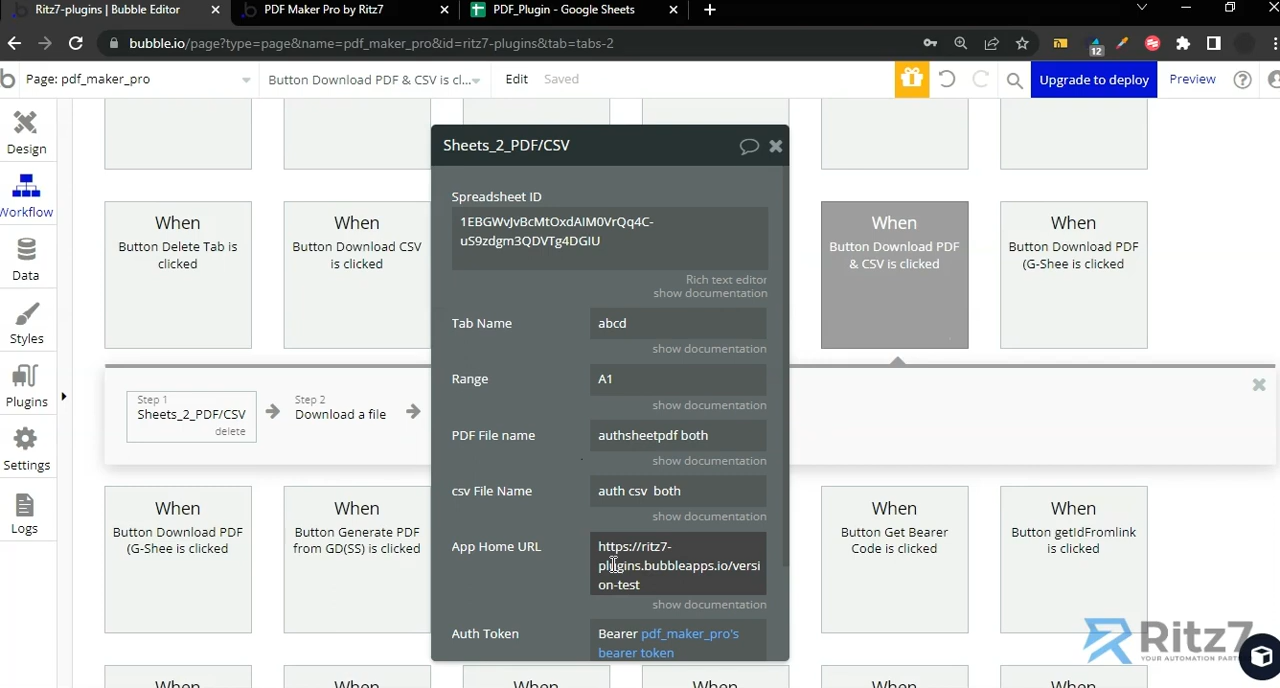 Ritz7-plugins | Bubble Editor
PDF Maker Pro by Ritz7
PDF_Plugin - Google Sheets
bubble.io/page?type=page&name=pdf_maker_pro&id=ritz7-plugins&tab=tabs-2
12
Page: pdf_maker_pro
Button Download PDF & CSV is cl...
Edit
Saved
Upgrade to deploy
Preview
Design
Workflow
Data
Styles
Plugins
Settings
Logs
When
Button Delete Tab is
clicked
When
Button Download CSV
is clicked
When
Button Download PDF
& CSV is clicked
When
Button Download PDF
(G-Shee is clicked
Sheets_2_PDF/CSV
Spreadsheet ID
1EBGWvJvBcMtOxdAIM0VrQq4C-
uS9zdgm3QDVTg4DGIU
Rich text editor
show documentation
Tab Name
abcd
show documentation
Range
A1
show documentation
PDF File name
authsheetpdf both
show documentation
csv File Name
auth csv both
show documentation
App Home URL
https://ritz7-
plugins.bubbleapps.io/versi
on-test
show documentation
Auth Token
Bearer pdf_maker_pro's
bearer token
Step 1
Sheets_2_PDF/CSV
delete
Step 2
Download a file
When
Button Download PDF
(G-Shee is clicked
When
Button Generate PDF
from GD(SS) is clicked
When
Button Get Bearer
Code is clicked
When
Button getIdFromlink
is clicked
When
When
When
When
When
When
Ritz7
YOUR AUTOMATION